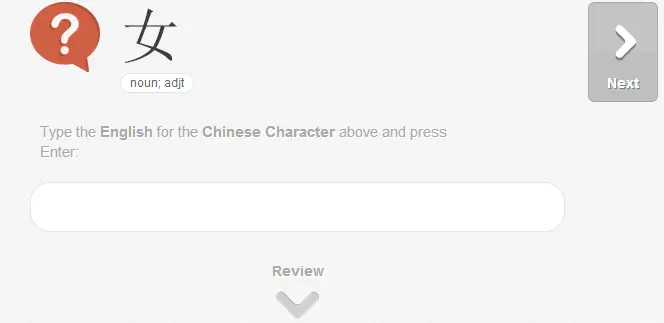 ?
女
noun; adjt
Next
Type the English for the Chinese Character above and press
Enter:
Review